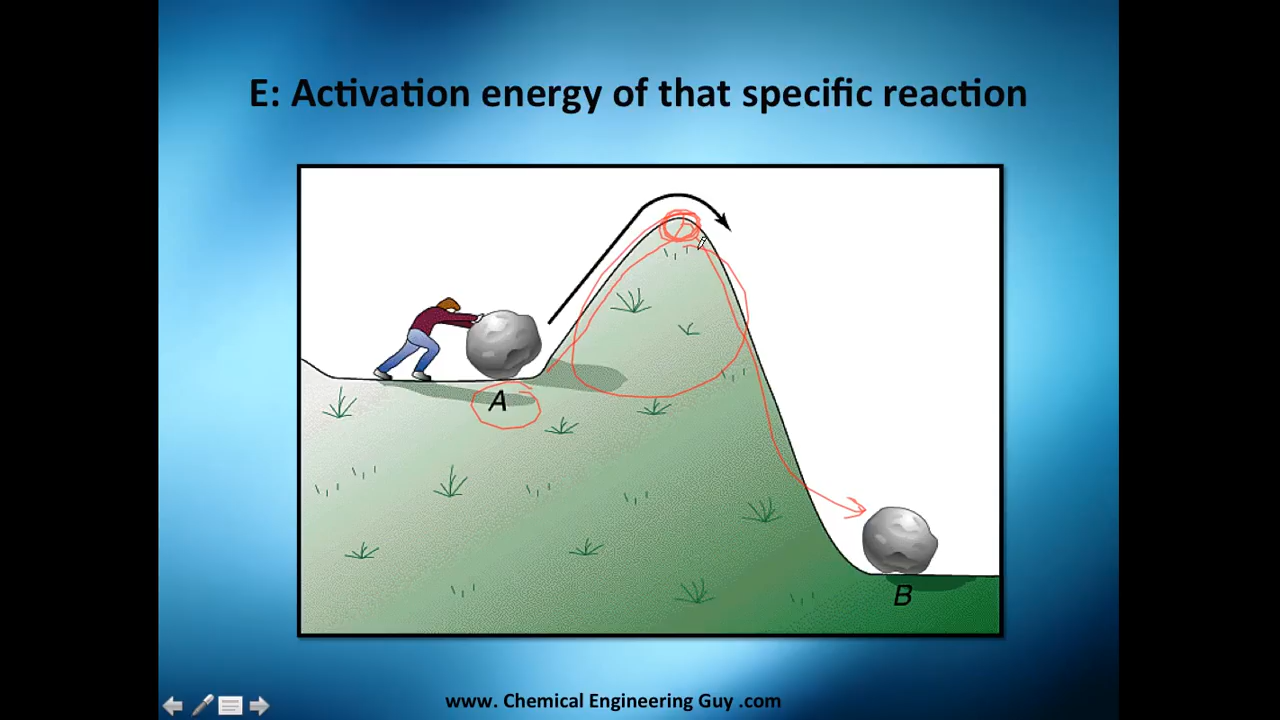 E: Activation energy of that specific reaction
A
B
www. Chemical Engineering Guy .com